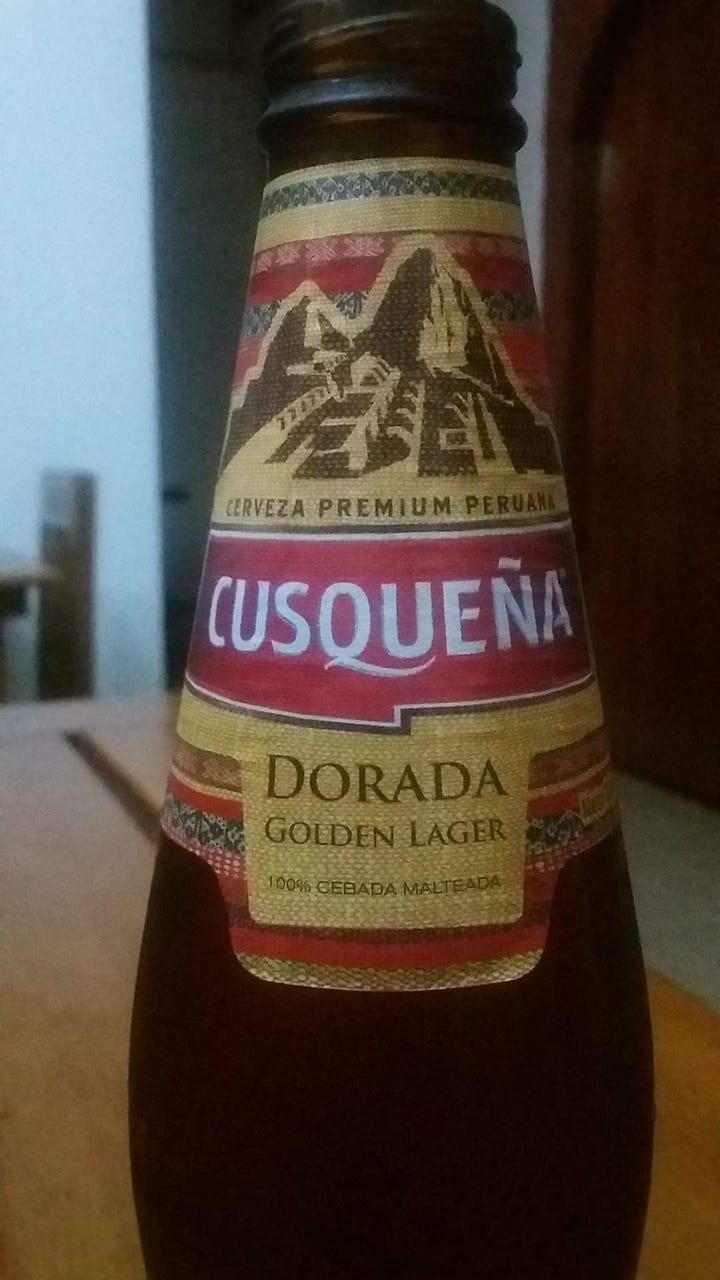 CERVEZA PREMIUM PERUANA
CUSQUEÑA
DORADA
GOLDEN LAGER
100% CEBADA MALTEADA